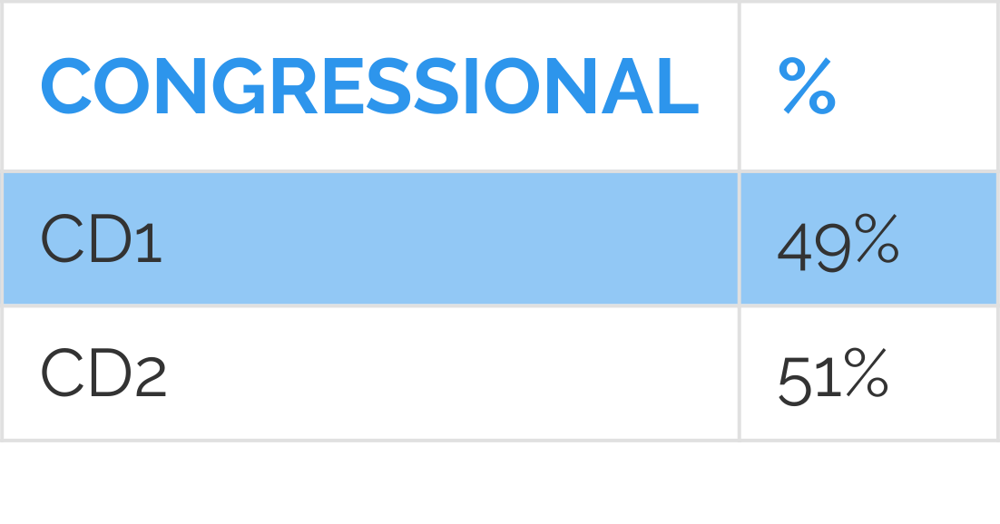 CONGRESSIONAL %
CD1 49%
CD2 51%